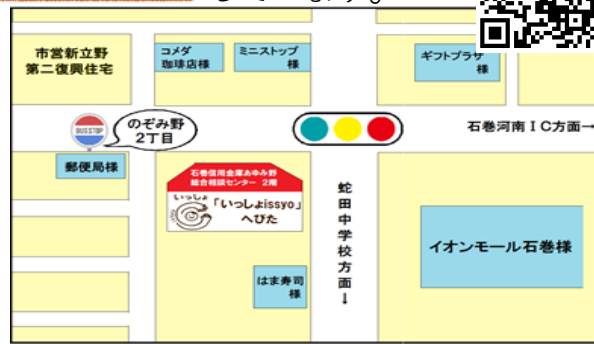 市営新立野
第二復興住宅
コメダ
珈琲店様
ミニストップ
様
ギフトプラザ
様
BUSSTOP
のぞみ野
2丁目
石巻河南IC方面→
郵便局様
石巻信用金庫あゆみ野
総合相談センター 2階
いっしょ
「いっしょissyo」
へびた
蛇田中学校方面↓
イオンモール石巻様
はま寿司
様